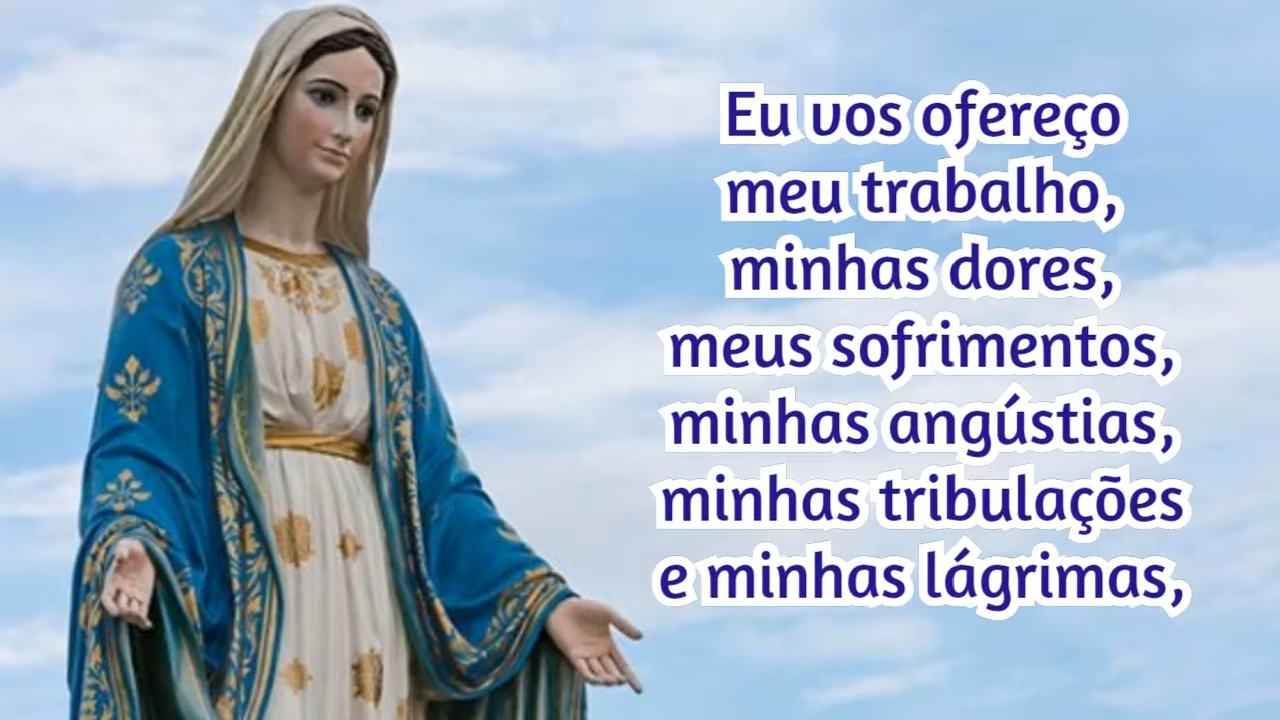 Eu vos ofereço
meu trabalho,
minhas dores,
meus sofrimentos,
minhas angústias,
minhas tribulações
e minhas lágrimas,